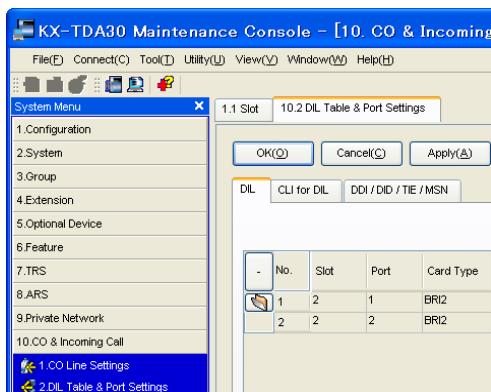 KX-TDA30 Maintenance Console - [10. CO & Incoming
File(F) Connect(C) Tool(T) Utility(U) View(V) Window(W) Help(H)
System Menu
1.1 Slot 10.2 DIL Table & Port Settings
1.Configuration
2.System
3.Group
4.Extension
5.Optional Device
6.Feature
7.TRS
8.ARS
9.Private Network
10.CO & Incoming Call
1.CO Line Settings
2.DIL Table & Port Settings
OK(O) Cancel(C) Apply(A)
DIL CLI for DIL DDI / DID / TIE / MSN
- No. Slot Port Card Type
1 2 1 BRI2
2 2 2 BRI2